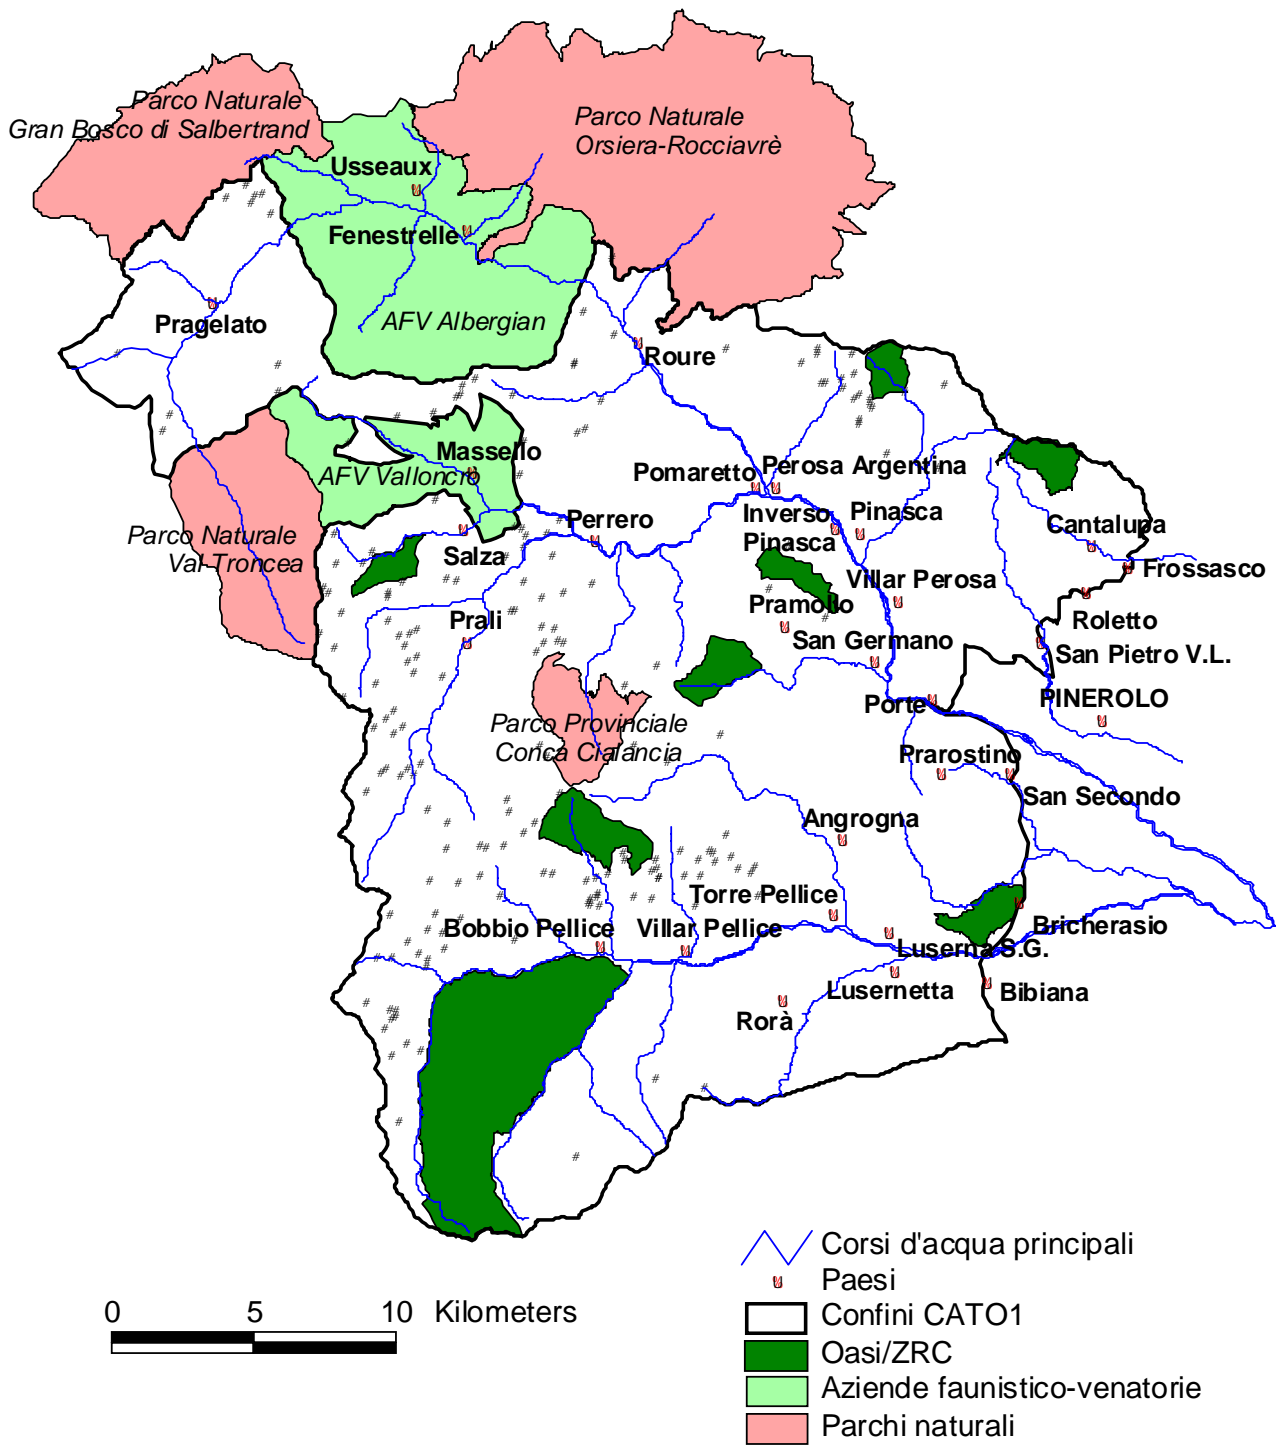 Parco Naturale
Gran Bosco di Salbertrand
Parco Naturale
Orsiera-Rocciavrè
Usseaux
Fenestrelle
Pragelato
AFV Albergian
Roure
Massello
AFV Valloncrò
Pomaretto
Perosa Argentina
Parco Naturale
Val Troncea
Salza
Perrero
Inverso
Pinasca
Pinasca
Cantalupa
Frossasco
Villar Perosa
Prali
Pramollo
Roletto
San Germano
San Pietro V.L.
Porte
PINEROLO
Parco Provinciale
Conca Cialancia
Prarostino
San Secondo
Angrogna
Torre Pellice
Bobbio Pellice
Villar Pellice
Bricherasio
Luserna S.G.
Lusernetta
Bibiana
Rorà
Corsi d'acqua principali
Paesi
Confini CATO1
Oasi/ZRC
Aziende faunistico-venatorie
Parchi naturali
0 5 10 Kilometers